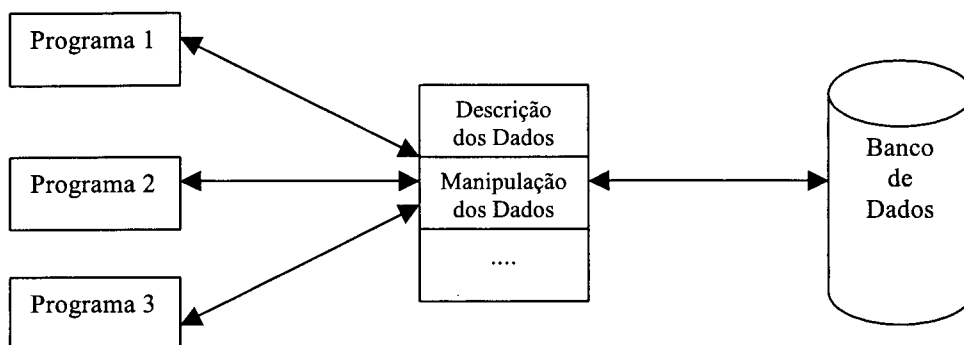 Programa 1
Programa 2
Programa 3
Descrição
dos Dados
Manipulação
dos Dados
....
Banco
de
Dados